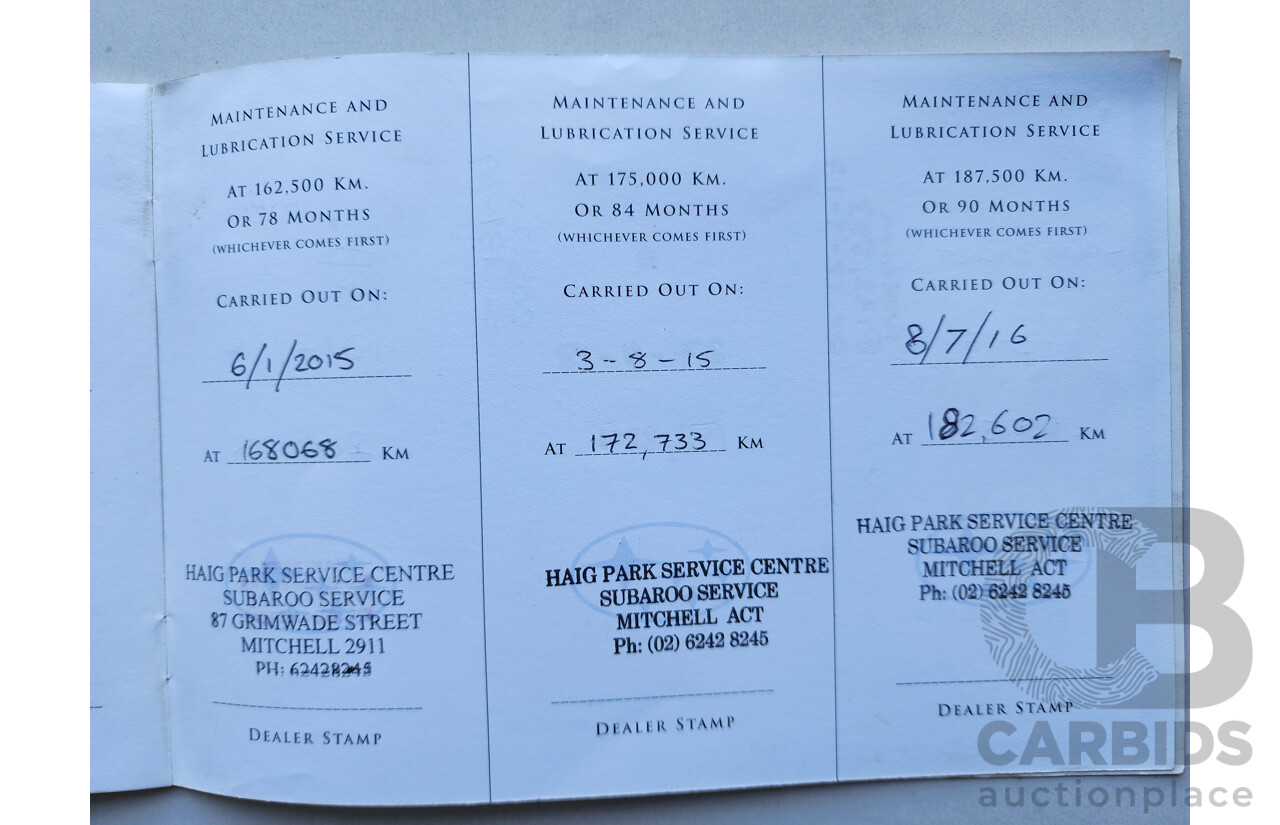 MAINTENANCE AND
LUBRICATION SERVICE
AT 162,500 KM.
OR 78 MONTHS
(WHICHEVER COMES FIRST)
CARRIED OUT ON:
6/1/2015
AT 168068 KM
HAIG PARK SERVICE CENTRE
SUBAROO SERVICE
87 GRIMWADE STREET
MITCHELL 2911
PH: 62428245
DEALER STAMP
MAINTENANCE AND
LUBRICATION SERVICE
AT 175,000 KM.
OR 84 MONTHS
(WHICHEVER COMES FIRST)
CARRIED OUT ON:
3-8-15
AT 172,733 KM
HAIG PARK SERVICE CENTRE
SUBAROO SERVICE
MITCHELL ACT
Ph: (02) 6242 8245
DEALER STAMP
MAINTENANCE AND
LUBRICATION SERVICE
AT 187,500 KM.
OR 90 MONTHS
(WHICHEVER COMES FIRST)
CARRIED OUT ON:
8/7/16
AT 182,602 KM
HAIG PARK SERVICE CENTRE
SUBAROO SERVICE
MITCHELL ACT
Ph: (02) 6242 8245
DEALER STAMP
CARBIDS
auctionplace